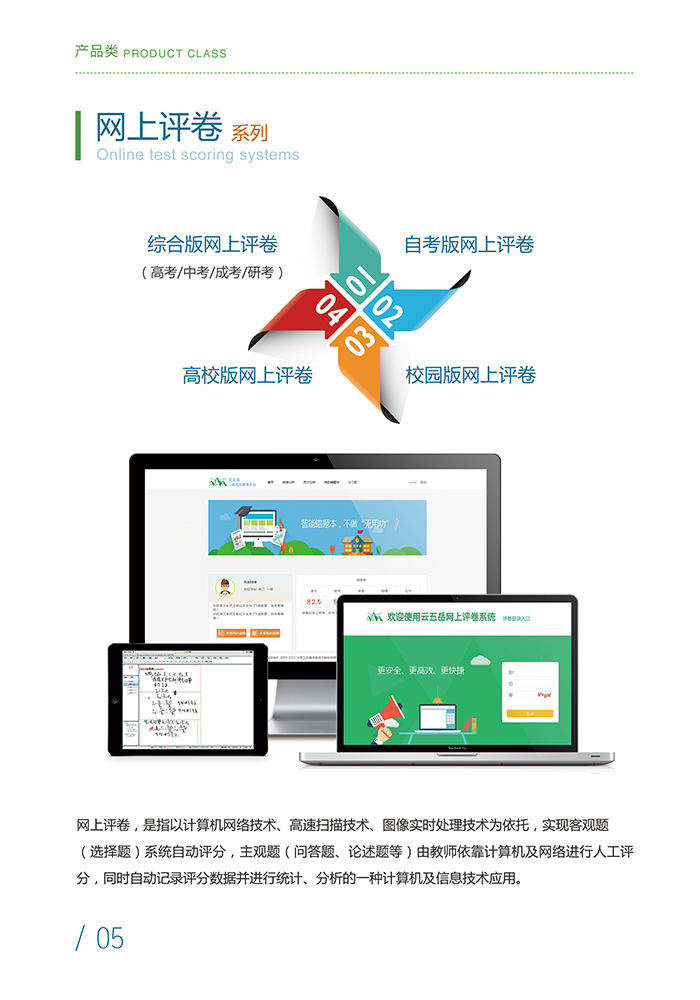 产品类 PRODUCT CLASS
网上评卷 系列
Online test scoring systems
综合版网上评卷
（高考/中考/成考/研考）
自考版网上评卷
01
02
03
04
高校版网上评卷
校园版网上评卷
智能错题本，不做“无用功”
82.5
欢迎使用云五岳网上评卷系统 评卷登录入口
更安全、更高效、更快捷
网上评卷，是指以计算机网络技术、高速扫描技术、图像实时处理技术为依托，实现客观题
（选择题）系统自动评分，主观题（问答题、论述题等）由教师依靠计算机及网络进行人工评
分，同时自动记录评分数据并进行统计、分析的一种计算机及信息技术应用。
/ 05